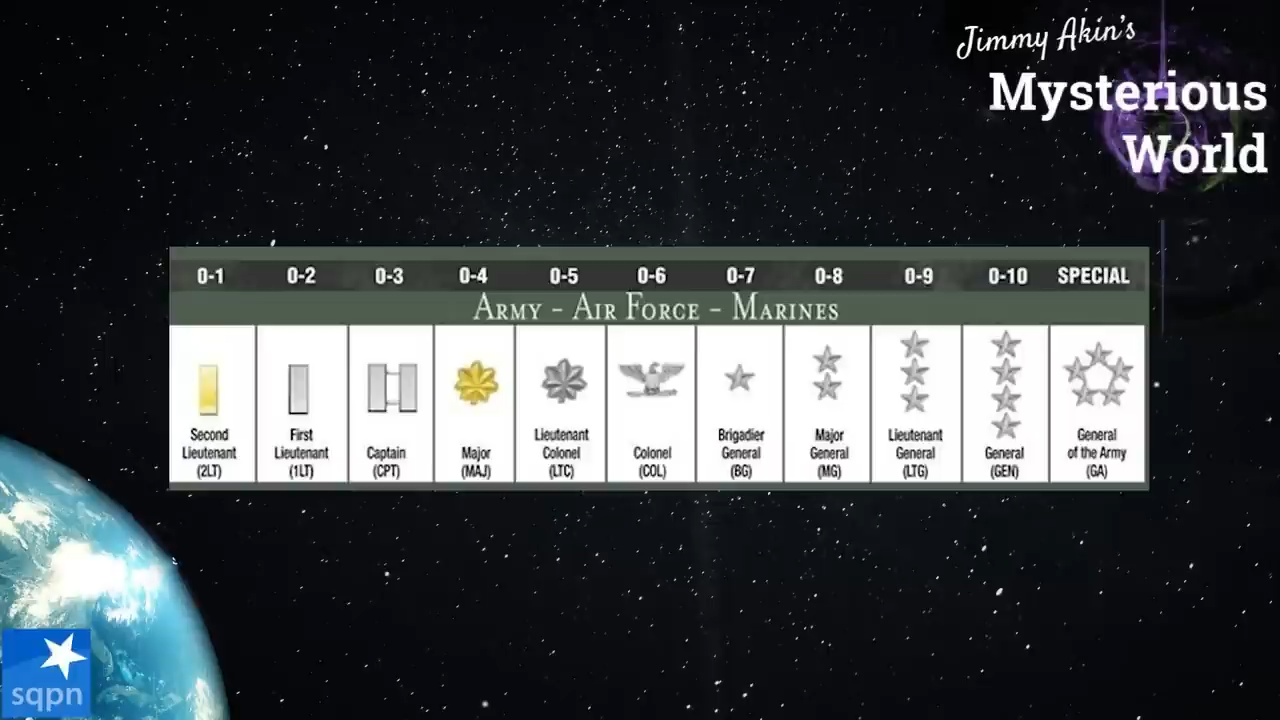 Jimmy Akin's
Mysterious
World
0-1 0-2 0-3 0-4 0-5 0-6 0-7 0-8 0-9 0-10 SPECIAL
ARMY - AIR FORCE - MARINES
Second Lieutenant (2LT)
First Lieutenant (1LT)
Captain (CPT)
Major (MAJ)
Lieutenant Colonel (LTC)
Colonel (COL)
Brigadier General (BG)
Major General (MG)
Lieutenant General (LTG)
General (GEN)
General of the Army (GA)
sqpn